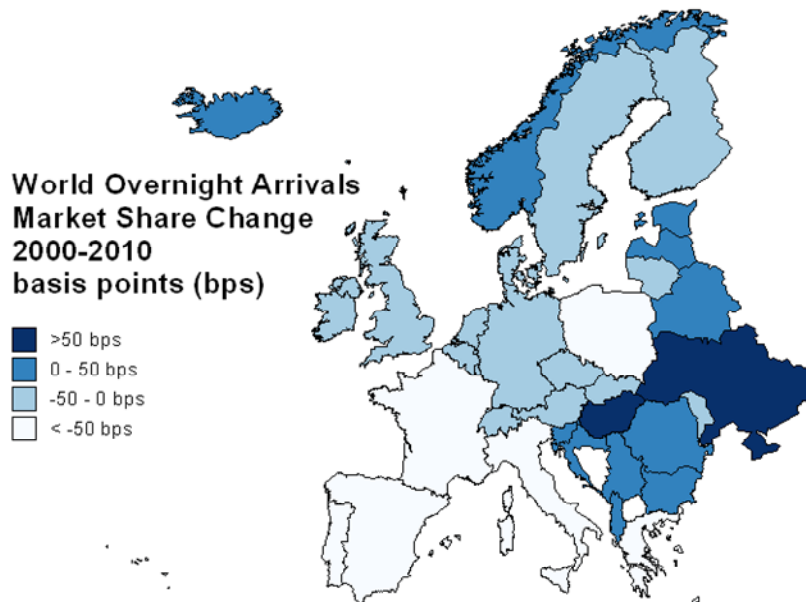 World Overnight Arrivals
Market Share Change
2000-2010
basis points (bps)
>50 bps
0 - 50 bps
-50 - 0 bps
< -50 bps